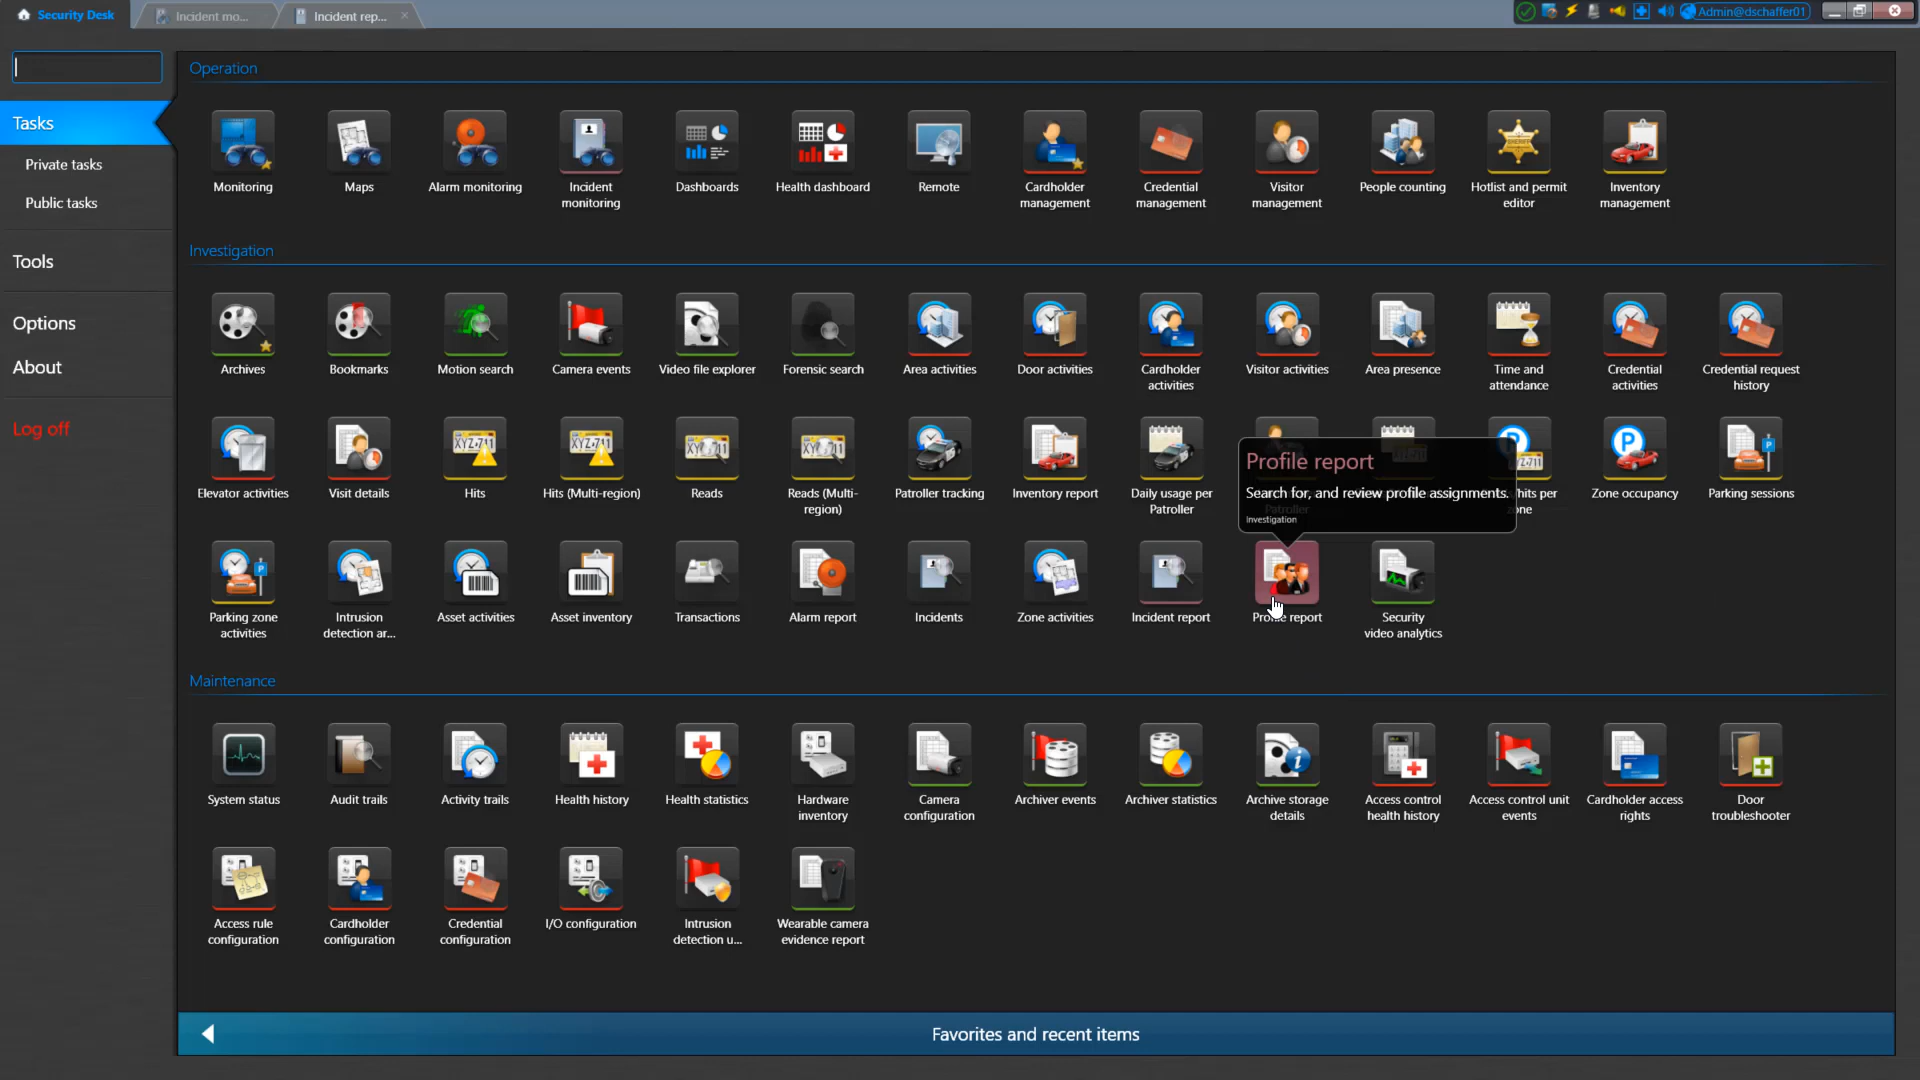 Security Desk
Incident mo...
Incident rep...
Admin@dschaffer01
Tasks
Private tasks
Public tasks
Tools
Options
About
Log off
Operation
Monitoring
Maps
Alarm monitoring
Incident
monitoring
Dashboards
Health dashboard
Remote
Cardholder
management
Credential
management
Visitor
management
People counting
Hotlist and permit
editor
Inventory
management
Investigation
Archives
Bookmarks
Motion search
Camera events
Video file explorer
Forensic search
Area activities
Door activities
Cardholder
activities
Visitor activities
Area presence
Time and
attendance
Credential
activities
Credential request
history
Elevator activities
Visit details
Hits
Hits (Multi-region)
Reads
Reads (Multi-
region)
Patroller tracking
Inventory report
Daily usage per
Patroller
Patroller
hits per
zone
Zone occupancy
Parking sessions
Profile report
Search for, and review profile assignments.
Investigation
Parking zone
activities
Intrusion
detection ar...
Asset activities
Asset inventory
Transactions
Alarm report
Incidents
Zone activities
Incident report
Profile report
Security
video analytics
Maintenance
System status
Audit trails
Activity trails
Health history
Health statistics
Hardware
inventory
Camera
configuration
Archiver events
Archiver statistics
Archive storage
details
Access control
health history
Access control unit
events
Cardholder access
rights
Door
troubleshooter
Access rule
configuration
Cardholder
configuration
Credential
configuration
I/O configuration
Intrusion
detection u...
Wearable camera
evidence report
Favorites and recent items